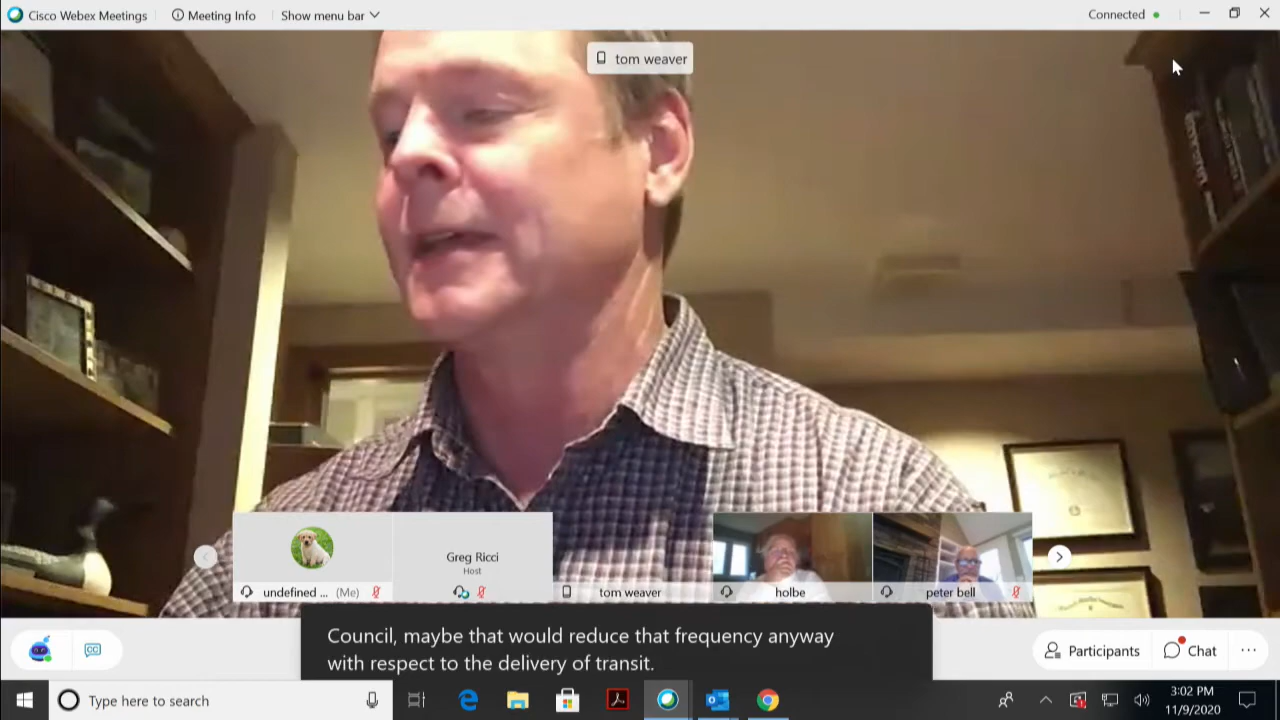 Cisco Webex Meetings
Meeting Info
Show menu bar
Connected
tom weaver
Greg Ricci
Host
undefined ... (Me)
tom weaver
holbe
peter bell
Council, maybe that would reduce that frequency anyway
with respect to the delivery of transit.
CC
Participants
Chat
Type here to search
3:02 PM
11/9/2020